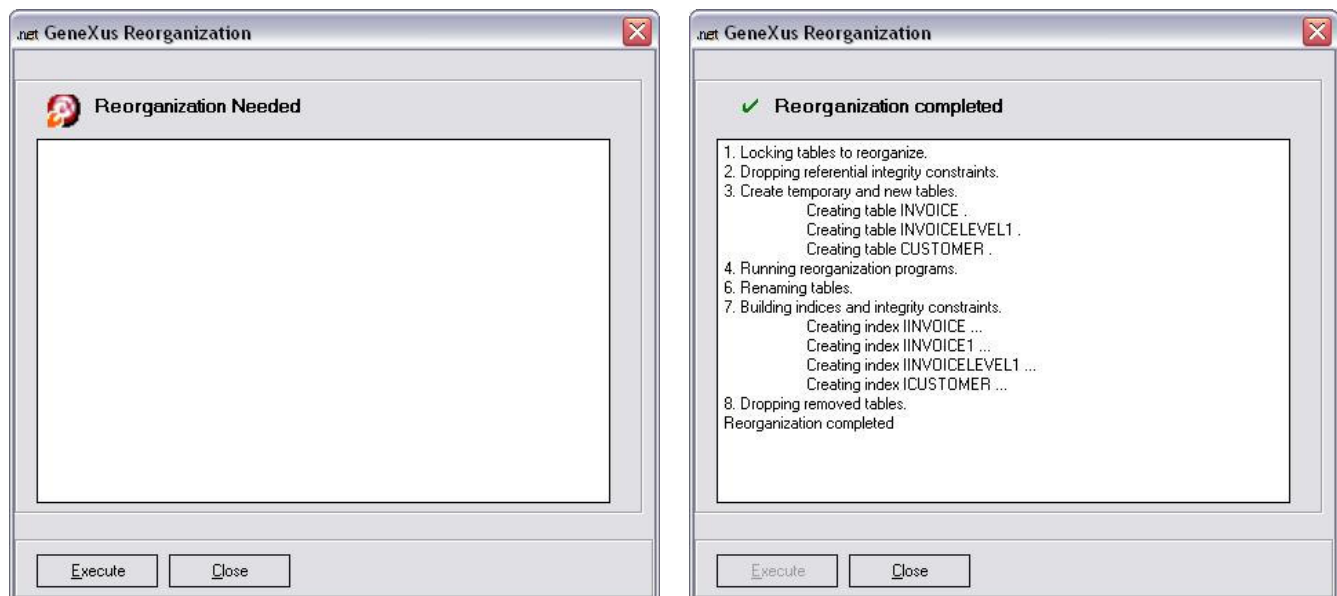 .net GeneXus Reorganization
Reorganization Needed
Execute
Close
.net GeneXus Reorganization
Reorganization completed
1. Locking tables to reorganize.
2. Dropping referential integrity constraints.
3. Create temporary and new tables.
Creating table INVOICE .
Creating table INVOICELEVEL1 .
Creating table CUSTOMER .
4. Running reorganization programs.
6. Renaming tables.
7. Building indices and integrity constraints.
Creating index IINVOICE ...
Creating index IINVOICE1 ...
Creating index IINVOICELEVEL1 ...
Creating index ICUSTOMER ...
8. Dropping removed tables.
Reorganization completed
Execute
Close